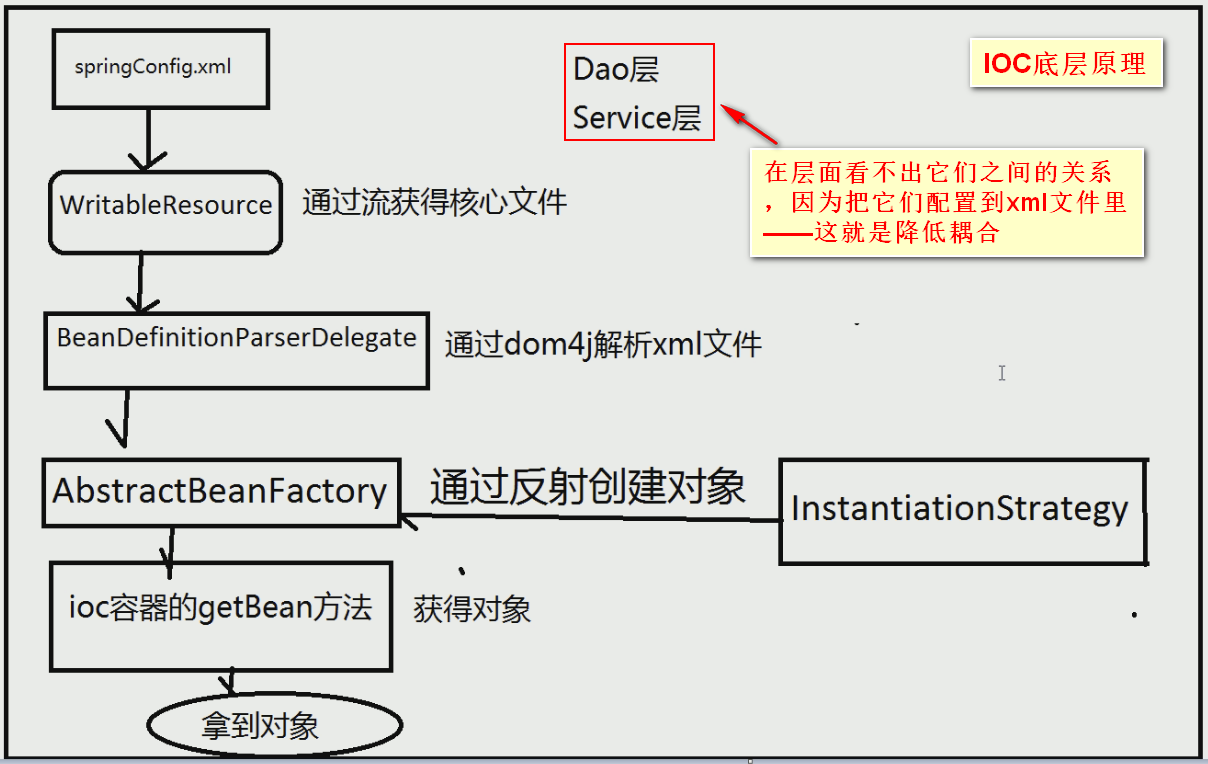 springConfig.xml
Dao层
Service层
IOC底层原理
在层面看不出它们之间的关系
，因为把它们配置到xml文件里
——这就是降低耦合
WritableResource
通过流获得核心文件
BeanDefinitionParserDelegate
通过dom4j解析xml文件
AbstractBeanFactory
通过反射创建对象
InstantiationStrategy
ioc容器的getBean方法
获得对象
拿到对象